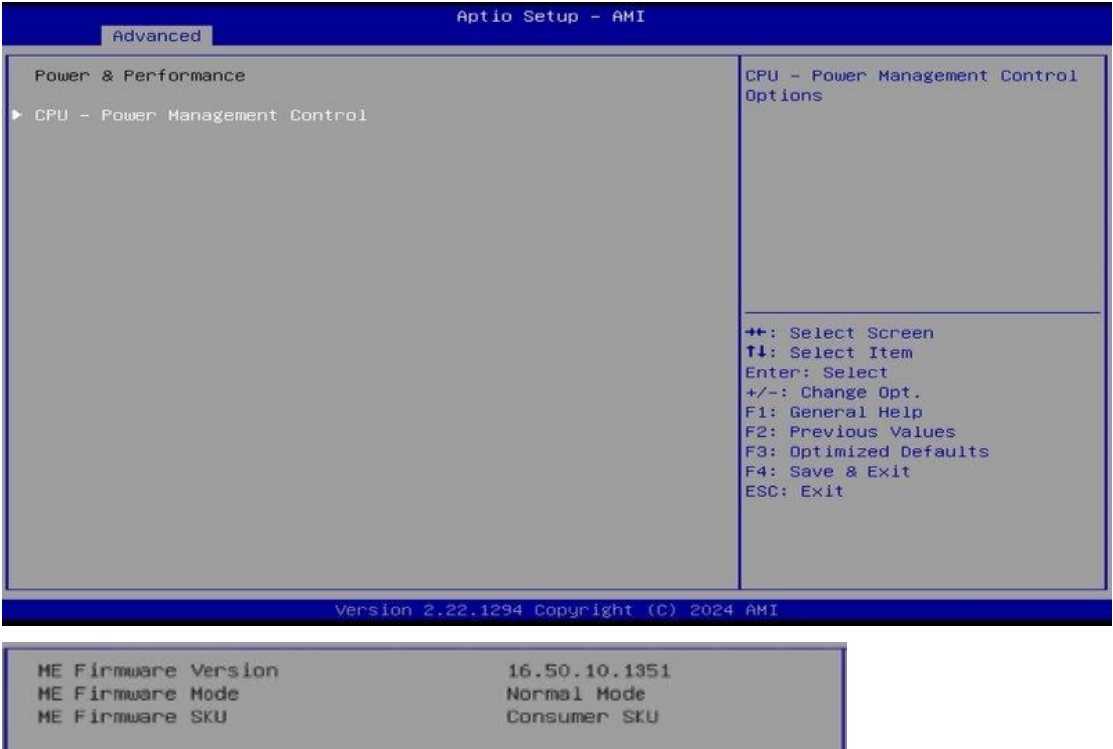 Aptio Setup – AMI
Advanced
Power & Performance
CPU – Power Management Control
CPU – Power Management Control
Options
→←: Select Screen
↑↓: Select Item
Enter: Select
+/-: Change Opt.
F1: General Help
F2: Previous Values
F3: Optimized Defaults
F4: Save & Exit
ESC: Exit
Version 2.22.1294 Copyright (C) 2024 AMI
ME Firmware Version 16.50.10.1351
ME Firmware Mode Normal Mode
ME Firmware SKU Consumer SKU